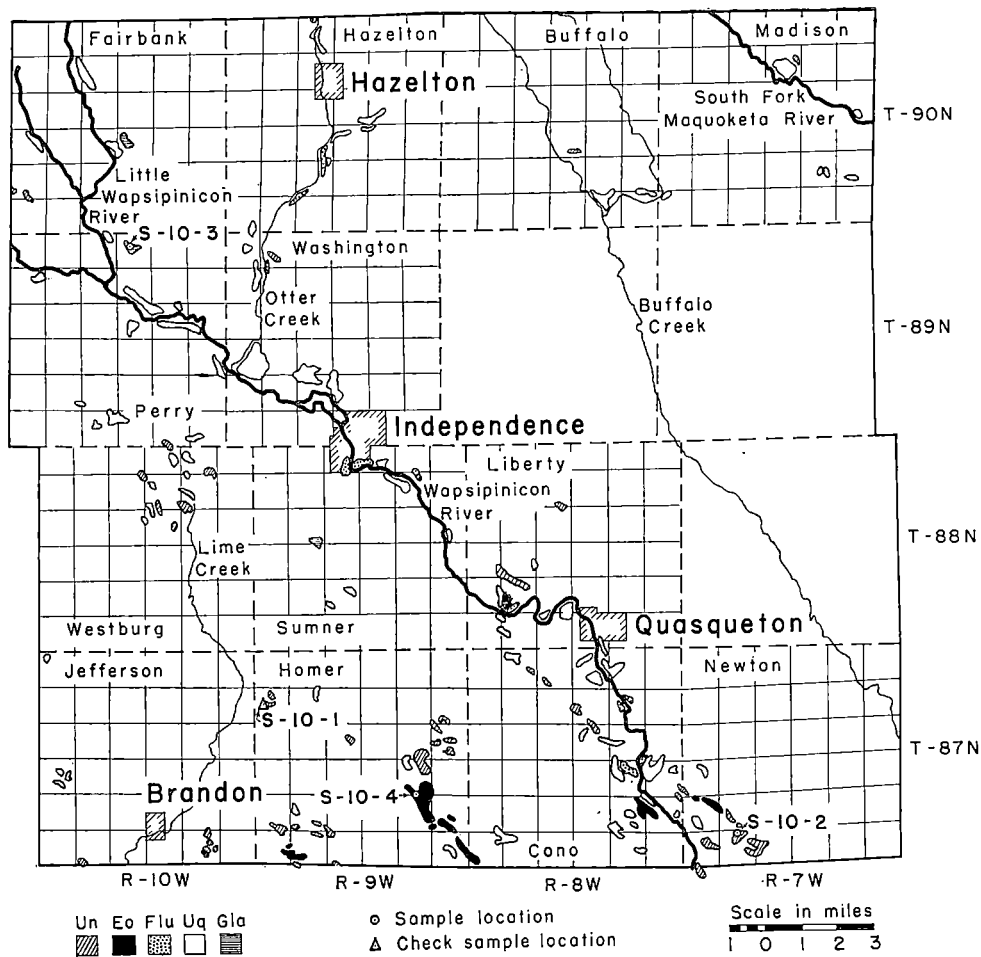 Fairbank
Hazelton
Buffalo
Madison
Hazelton
South Fork
Maquoketa River
T-90N
Little
Wapsipinicon
River
S-10-3
Washington
Otter
Creek
Buffalo
Creek
T-89N
Perry
Independence
Liberty
Wapsipinicon
River
Lime
Creek
T-88N
Westburg
Sumner
Quasqueton
Jefferson
Homer
Newton
S-10-1
T-87N
Brandon
S-10-4
S-10-2
Cono
R-10W
R-9W
R-8W
R-7W
Un Eo Flu Uq Gla
Sample location
Check sample location
Scale in miles
1 0 1 2 3